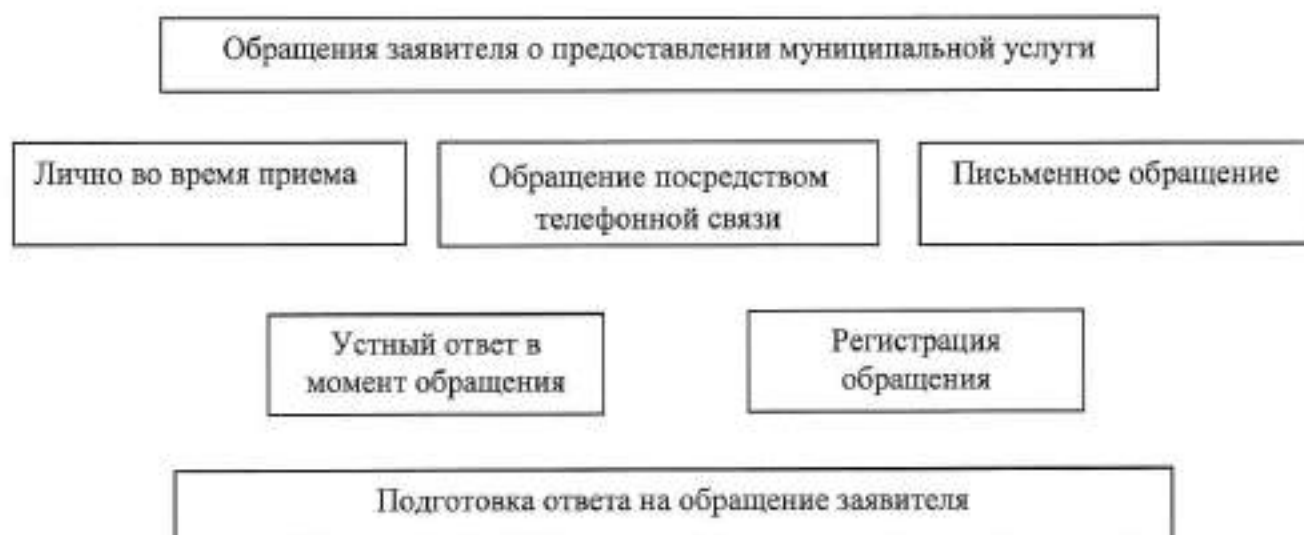 Обращения заявителя о предоставлении муниципальной услуги
Лично во время приема
Обращение посредством
телефонной связи
Письменное обращение
Устный ответ в
момент обращения
Регистрация
обращения
Подготовка ответа на обращение заявителя